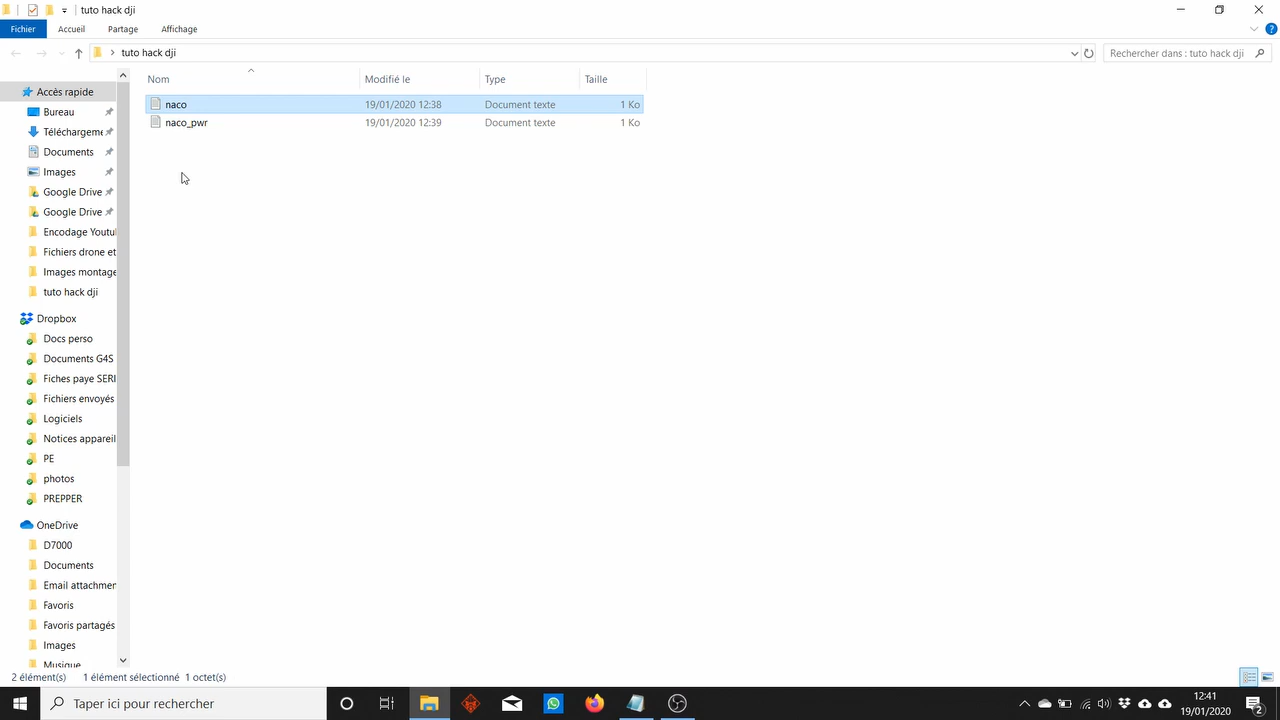 tuto hack dji
Fichier Accueil Partage Affichage
tuto hack dji
Rechercher dans : tuto hack dji
Nom Modifié le Type Taille
naco 19/01/2020 12:38 Document texte 1 Ko
naco_pwr 19/01/2020 12:39 Document texte 1 Ko
Accès rapide
Bureau
Téléchargeme
Documents
Images
Google Drive
Google Drive
Encodage Youtu
Fichiers drone et
Images montage
tuto hack dji
Dropbox
Docs perso
Documents G4S
Fiches paye SERI
Fichiers envoyés
Logiciels
Notices appareil
PE
photos
PREPPER
OneDrive
D7000
Documents
Email attachmen
Favoris
Favoris partagés
Images
Musique
2 élément(s) 1 élément sélectionné 1 octet(s)
Taper ici pour rechercher
12:41
19/01/2020
2